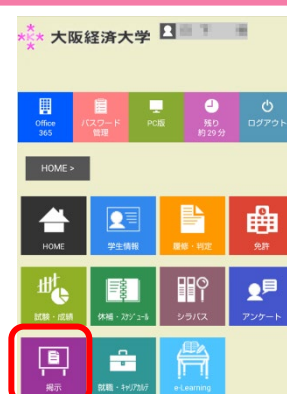 大阪経済大学
Office
365
パスワード
管理
PC版
残り
約29分
ログアウト
HOME >
HOME
学生情報
履修・判定
免許
試験・成績
休補・スケジュール
シラバス
アンケート
掲示
就職・キャリアカルテ
e-Learning